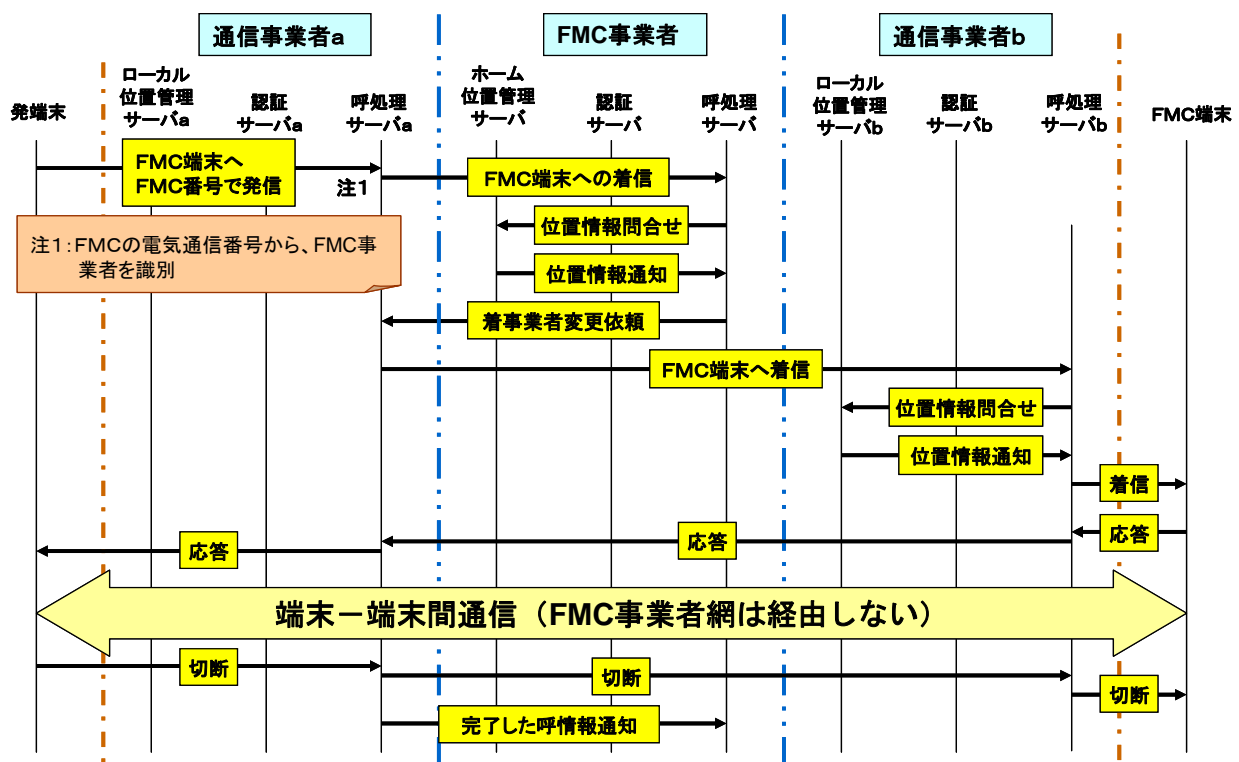 通信事業者a
FMC事業者
通信事業者b
発端末
ローカル
位置管理
サーバa
認証
サーバa
呼処理
サーバa
ホーム
位置管理
サーバ
認証
サーバ
呼処理
サーバ
ローカル
位置管理
サーバb
認証
サーバb
呼処理
サーバb
FMC端末
FMC端末へ
FMC番号で発信
注1
FMC端末への着信
注1:FMCの電気通信番号から、FMC事
業者を識別
位置情報問合せ
位置情報通知
着事業者変更依頼
FMC端末へ着信
位置情報問合せ
位置情報通知
着信
応答
応答
応答
端末-端末間通信(FMC事業者網は経由しない)
切断
切断
切断
完了した呼情報通知